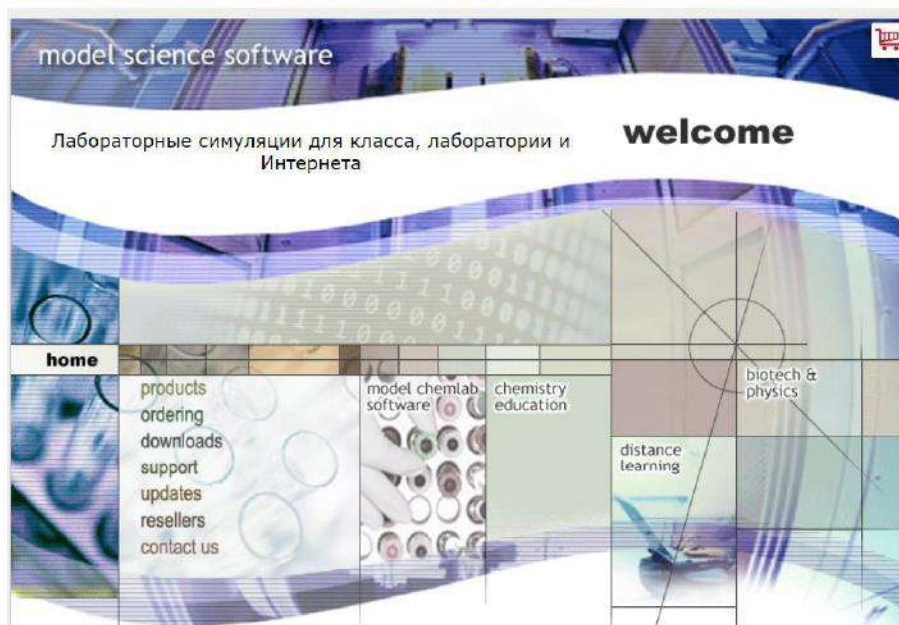 model science software
Лабораторные симуляции для класса, лаборатории и
Интернета
welcome
home
products
ordering
downloads
support
updates
resellers
contact us
model chemlab
software
chemistry
education
distance
learning
biotech &
physics